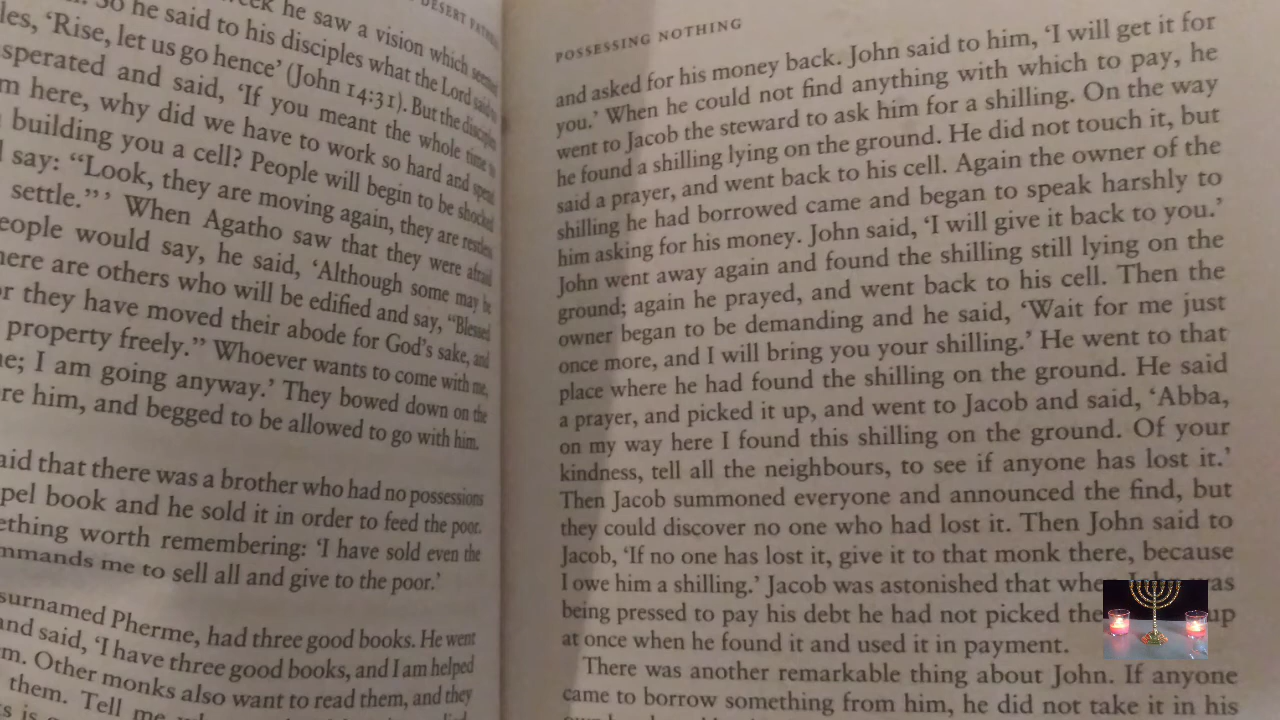 DESERT FATHERS
he saw a vision which
So he said to his disciples what the Lord said
'Rise, let us go hence' (John 14:31). But the disciples
and said, 'If you meant the whole time to
here, why did we have to work so hard and spend
building you a cell? People will begin to be shocked
say: "Look, they are moving again, they are restless
settle."' When Agatho saw that they were afraid
would say, he said, 'Although some may be
are others who will be edified and say, "Blessed
they have moved their abode for God's sake, and
property freely." Whoever wants to come with me,
I am going anyway.' They bowed down on the
him, and begged to be allowed to go with him.
that there was a brother who had no possessions
book and he sold it in order to feed the poor.
worth remembering: 'I have sold even the
me to sell all and give to the poor.'
surnamed Pherme, had three good books. He went
and said, 'I have three good books, and I am helped
Other monks also want to read them, and they
them. Tell me
POSSESSING NOTHING
and asked for his money back. John said to him, 'I will get it for
you.' When he could not find anything with which to pay, he
went to Jacob the steward to ask him for a shilling. On the way
he found a shilling lying on the ground. He did not touch it, but
said a prayer, and went back to his cell. Again the owner of the
shilling he had borrowed came and began to speak harshly to
him asking for his money. John said, 'I will give it back to you.'
John went away again and found the shilling still lying on the
ground; again he prayed, and went back to his cell. Then the
owner began to be demanding and he said, 'Wait for me just
once more, and I will bring you your shilling.' He went to that
place where he had found the shilling on the ground. He said
a prayer, and picked it up, and went to Jacob and said, 'Abba,
on my way here I found this shilling on the ground. Of your
kindness, tell all the neighbours, to see if anyone has lost it.'
Then Jacob summoned everyone and announced the find, but
they could discover no one who had lost it. Then John said to
Jacob, 'If no one has lost it, give it to that monk there, because
I owe him a shilling.' Jacob was astonished that when John was
being pressed to pay his debt he had not picked the up
at once when he found it and used it in payment.
There was another remarkable thing about John. If anyone
came to borrow something from him, he did not take it in his